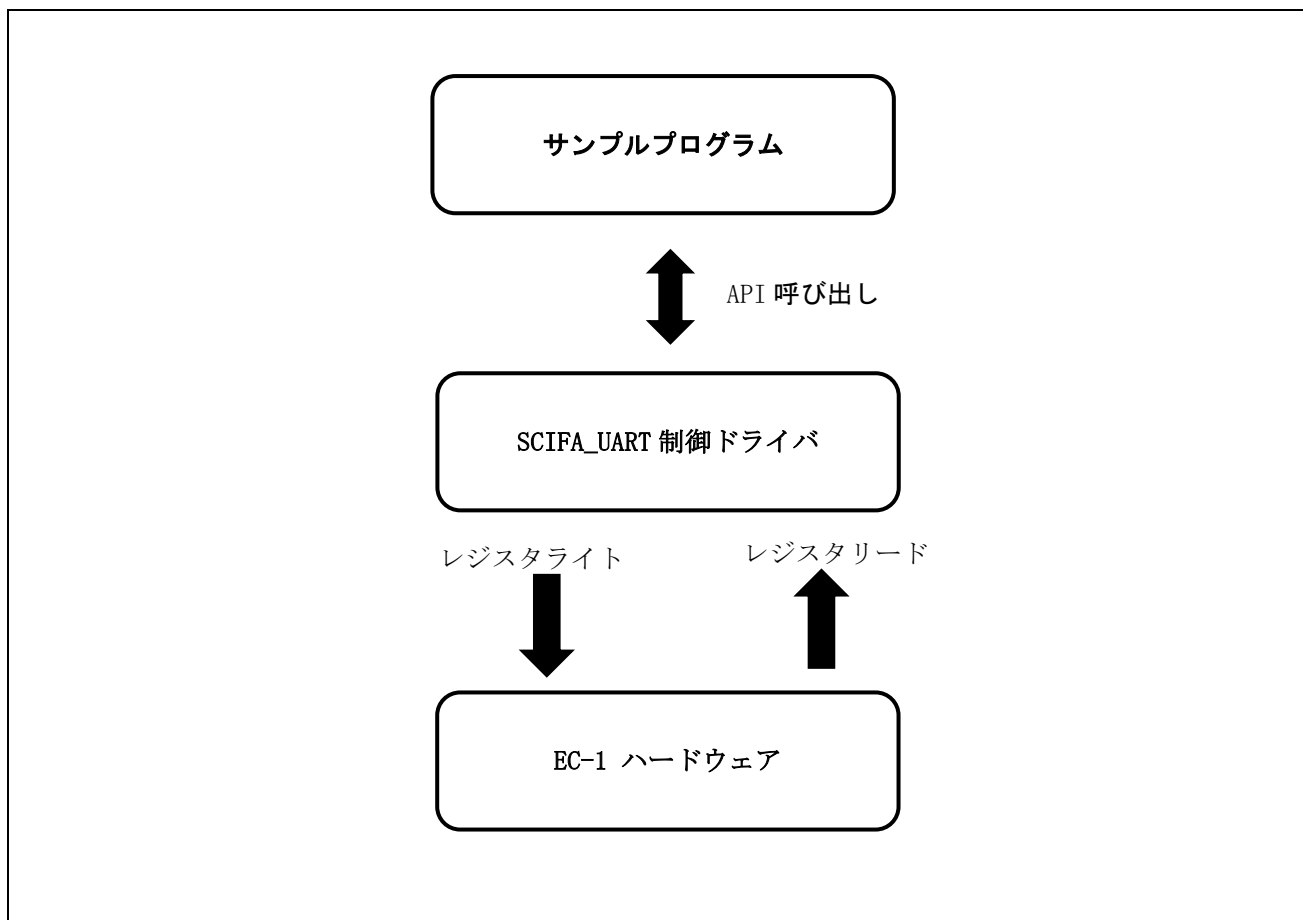 サンプルプログラム
API 呼び出し
SCIFA_UART 制御ドライバ
レジスタライト
レジスタリード
EC-1 ハードウェア